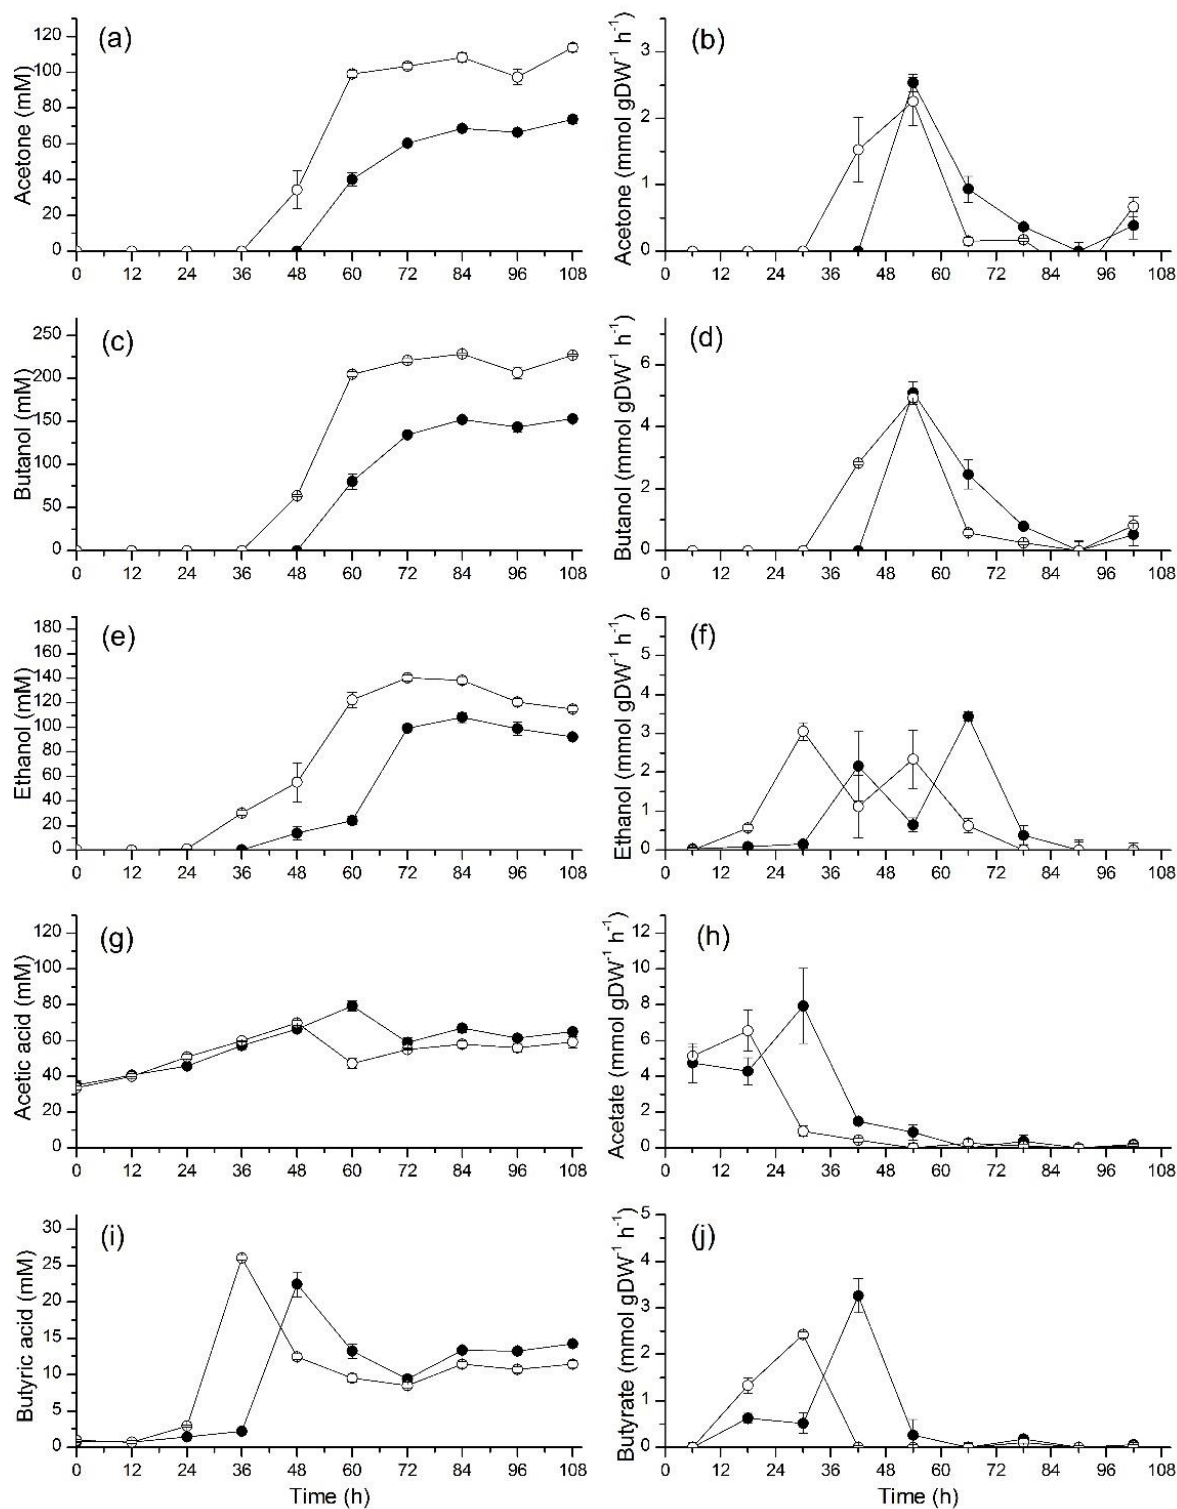 (a)
Acetone (mM)
120
100
80
60
40
20
0
0 12 24 36 48 60 72 84 96 108
(b)
Acetone (mmol gDW⁻¹ h⁻¹)
3
2
1
0
0 12 24 36 48 60 72 84 96 108
(c)
Butanol (mM)
250
200
150
100
50
0
0 12 24 36 48 60 72 84 96 108
(d)
Butanol (mmol gDW⁻¹ h⁻¹)
6
4
2
0
0 12 24 36 48 60 72 84 96 108
(e)
Ethanol (mM)
180
160
140
120
100
80
60
40
20
0
0 12 24 36 48 60 72 84 96 108
(f)
Ethanol (mmol gDW⁻¹ h⁻¹)
6
5
4
3
2
1
0
0 12 24 36 48 60 72 84 96 108
(g)
Acetic acid (mM)
120
100
80
60
40
20
0
0 12 24 36 48 60 72 84 96 108
(h)
Acetate (mmol gDW⁻¹ h⁻¹)
12
10
8
6
4
2
0
0 12 24 36 48 60 72 84 96 108
(i)
Butyric acid (mM)
30
25
20
15
10
5
0
0 12 24 36 48 60 72 84 96 108
Time (h)
(j)
Butyrate (mmol gDW⁻¹ h⁻¹)
5
4
3
2
1
0
0 12 24 36 48 60 72 84 96 108
Time (h)